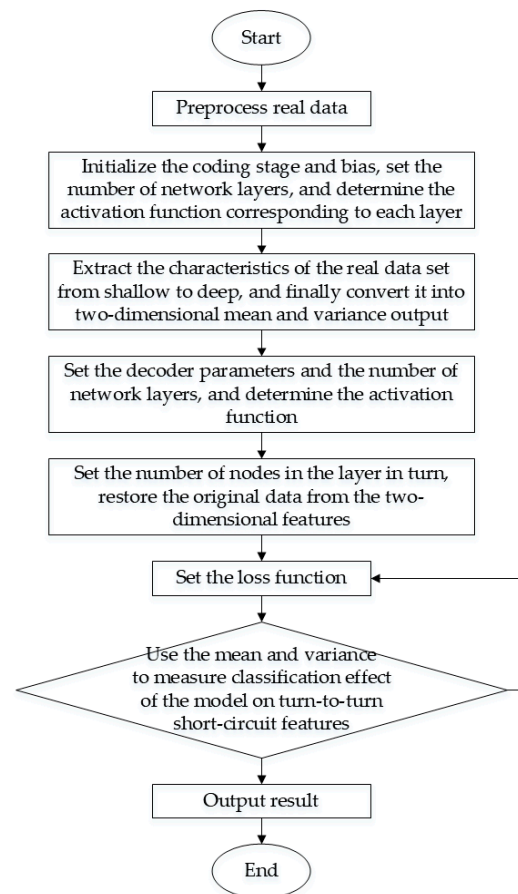 Start
Preprocess real data
Initialize the coding stage and bias, set the
number of network layers, and determine the
activation function corresponding to each layer
Extract the characteristics of the real data set
from shallow to deep, and finally convert it into
two-dimensional mean and variance output
Set the decoder parameters and the number of
network layers, and determine the activation
function
Set the number of nodes in the layer in turn,
restore the original data from the two-
dimensional features
Set the loss function
Use the mean and variance
to measure classification effect
of the model on turn-to-turn
short-circuit features
Output result
End